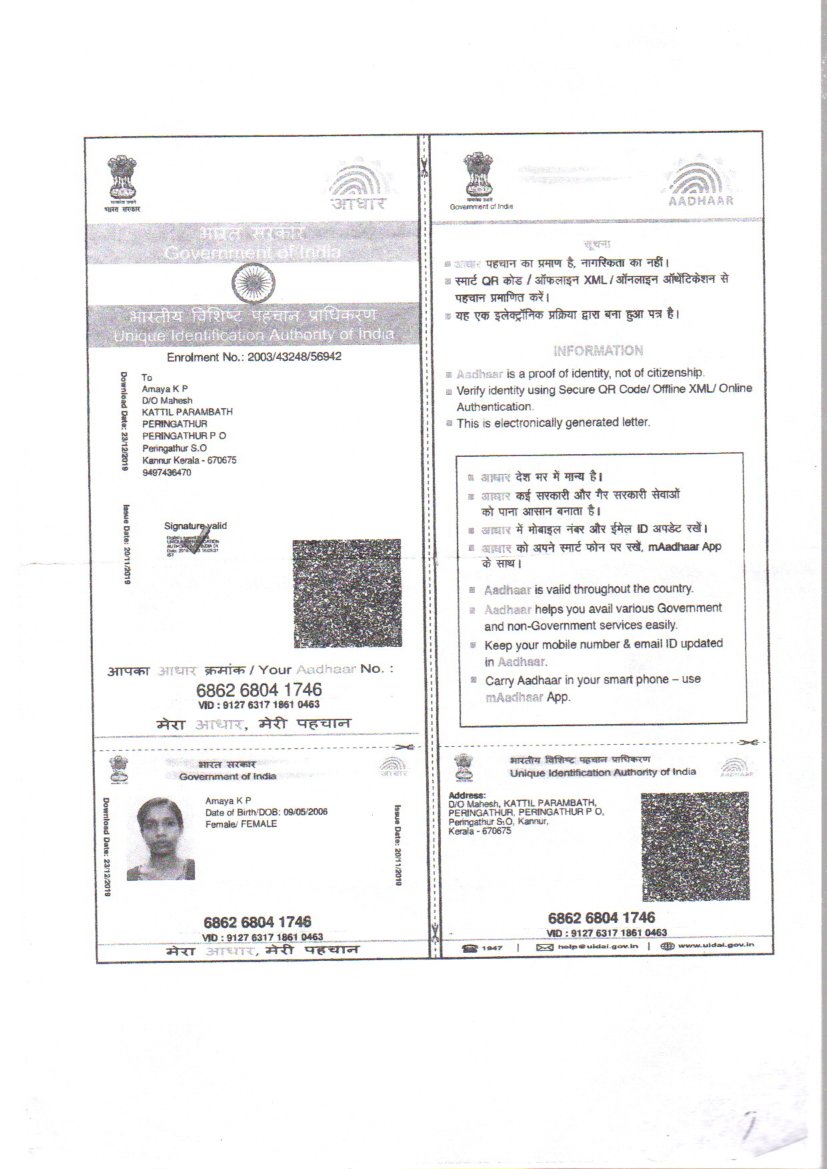 भारत सरकार
आधार
भारत सरकार
Government of India
भारतीय विशिष्ट पहचान प्राधिकरण
Unique Identification Authority of India
Enrolment No.: 2003/43248/56942
Download Date: 23/12/2019
To
Amaya K P
D/O Mahesh
KATTIL PARAMBATH
PERINGATHUR
PERINGATHUR P O
Peringathur S.O
Kannur Kerala - 670675
9497436470
Issue Date: 20/11/2019
Signature valid
आपका आधार क्रमांक / Your Aadhaar No. :
6862 6804 1746
VID : 9127 6317 1861 0463
मेरा आधार, मेरी पहचान
भारत सरकार
Government of India
आधार
Download Date: 23/12/2019
Amaya K P
Date of Birth/DOB: 09/05/2006
Female/ FEMALE
Issue Date: 20/11/2019
6862 6804 1746
VID : 9127 6317 1861 0463
मेरा आधार, मेरी पहचान
Government of India
AADHAAR
सूचना
आधार पहचान का प्रमाण है, नागरिकता का नहीं।
स्मार्ट QR कोड / ऑफलाइन XML / ऑनलाइन ऑथेंटिकेशन से
पहचान प्रमाणित करें।
यह एक इलेक्ट्रॉनिक प्रक्रिया द्वारा बना हुआ पत्र है।
INFORMATION
Aadhaar is a proof of identity, not of citizenship.
Verify identity using Secure QR Code/ Offline XML/ Online
Authentication.
This is electronically generated letter.
आधार देश भर में मान्य है।
आधार कई सरकारी और गैर सरकारी सेवाओं
को पाना आसान बनाता है।
आधार में मोबाइल नंबर और ईमेल ID अपडेट रखें।
आधार को अपने स्मार्ट फोन पर रखें, mAadhaar App
के साथ।
Aadhaar is valid throughout the country.
Aadhaar helps you avail various Government
and non-Government services easily.
Keep your mobile number & email ID updated
in Aadhaar.
Carry Aadhaar in your smart phone – use
mAadhaar App.
भारतीय विशिष्ट पहचान प्राधिकरण
Unique Identification Authority of India
AADHAAR
Address:
D/O Mahesh, KATTIL PARAMBATH,
PERINGATHUR, PERINGATHUR P O,
Peringathur S.O, Kannur,
Kerala - 670675
6862 6804 1746
VID : 9127 6317 1861 0463
1947 | help@uidai.gov.in | www.uidai.gov.in